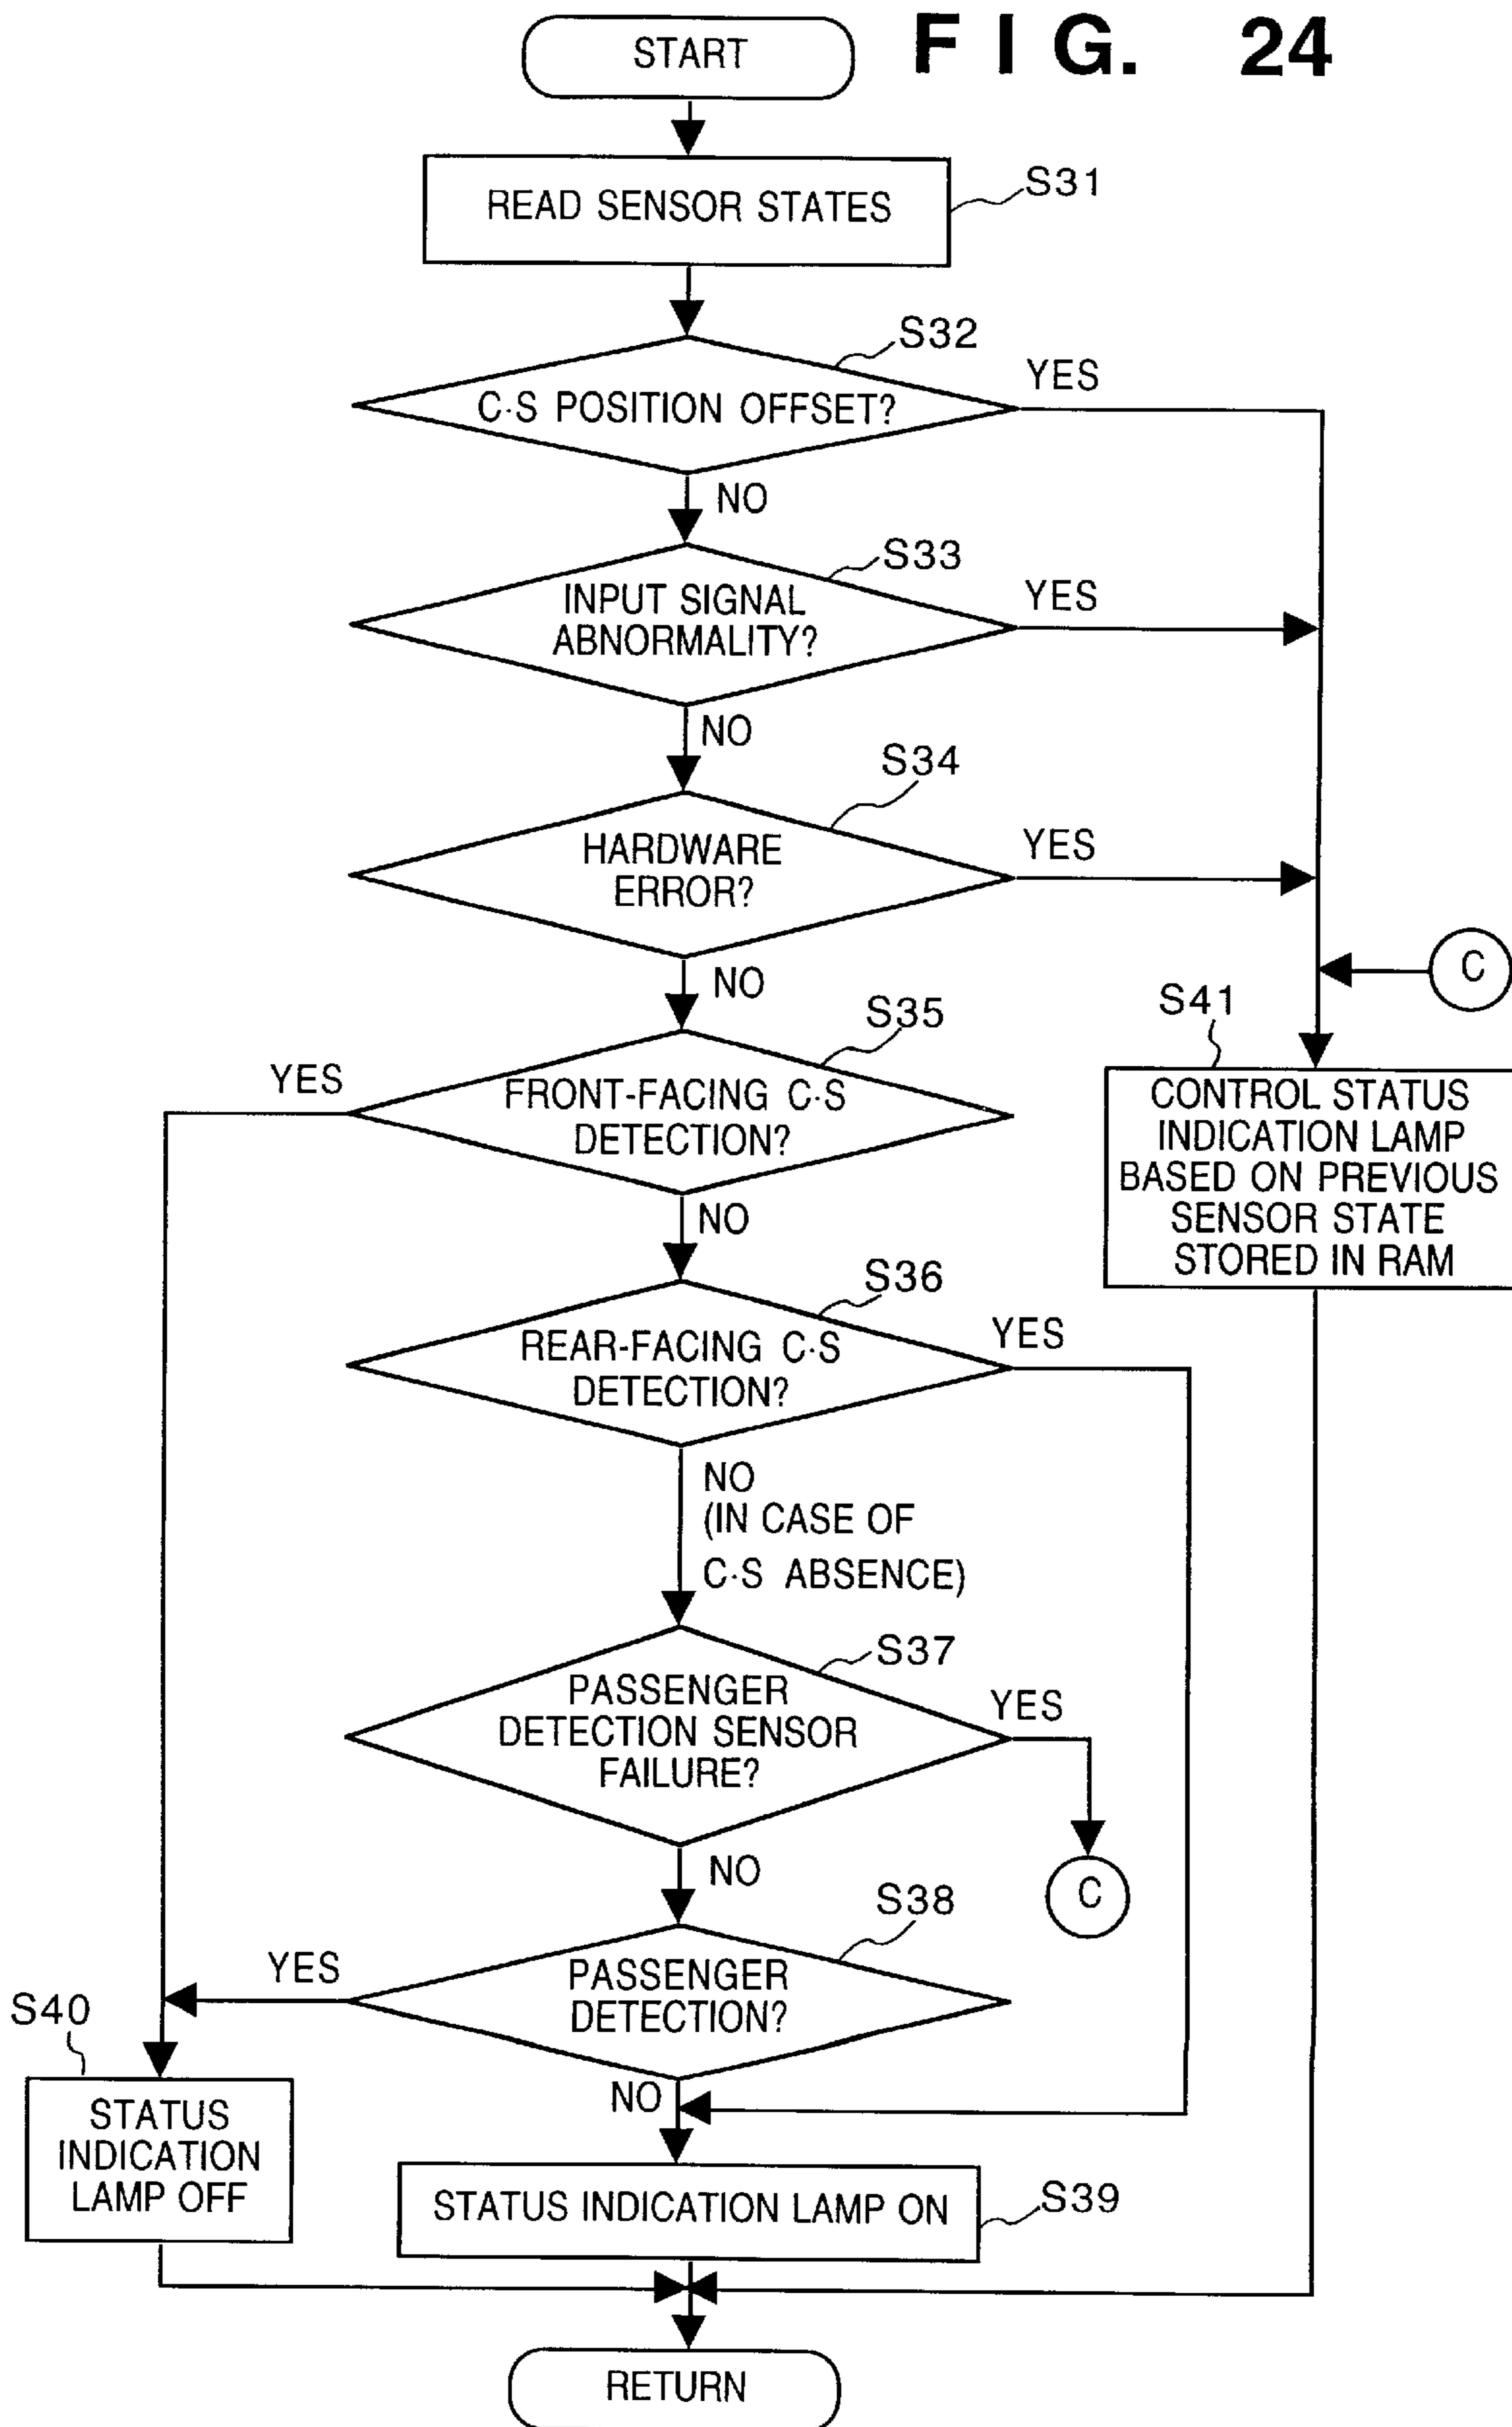 START
FIG. 24
READ SENSOR STATES
S31
S32
C·S POSITION OFFSET?
YES
NO
S33
INPUT SIGNAL
ABNORMALITY?
YES
NO
S34
HARDWARE
ERROR?
YES
NO
C
S35
FRONT-FACING C·S
DETECTION?
YES
NO
S41
CONTROL STATUS
INDICATION LAMP
BASED ON PREVIOUS
SENSOR STATE
STORED IN RAM
S36
REAR-FACING C·S
DETECTION?
YES
NO
(IN CASE OF
C·S ABSENCE)
S37
PASSENGER
DETECTION SENSOR
FAILURE?
YES
C
NO
S38
PASSENGER
DETECTION?
YES
NO
S40
STATUS
INDICATION
LAMP OFF
STATUS INDICATION LAMP ON
S39
RETURN